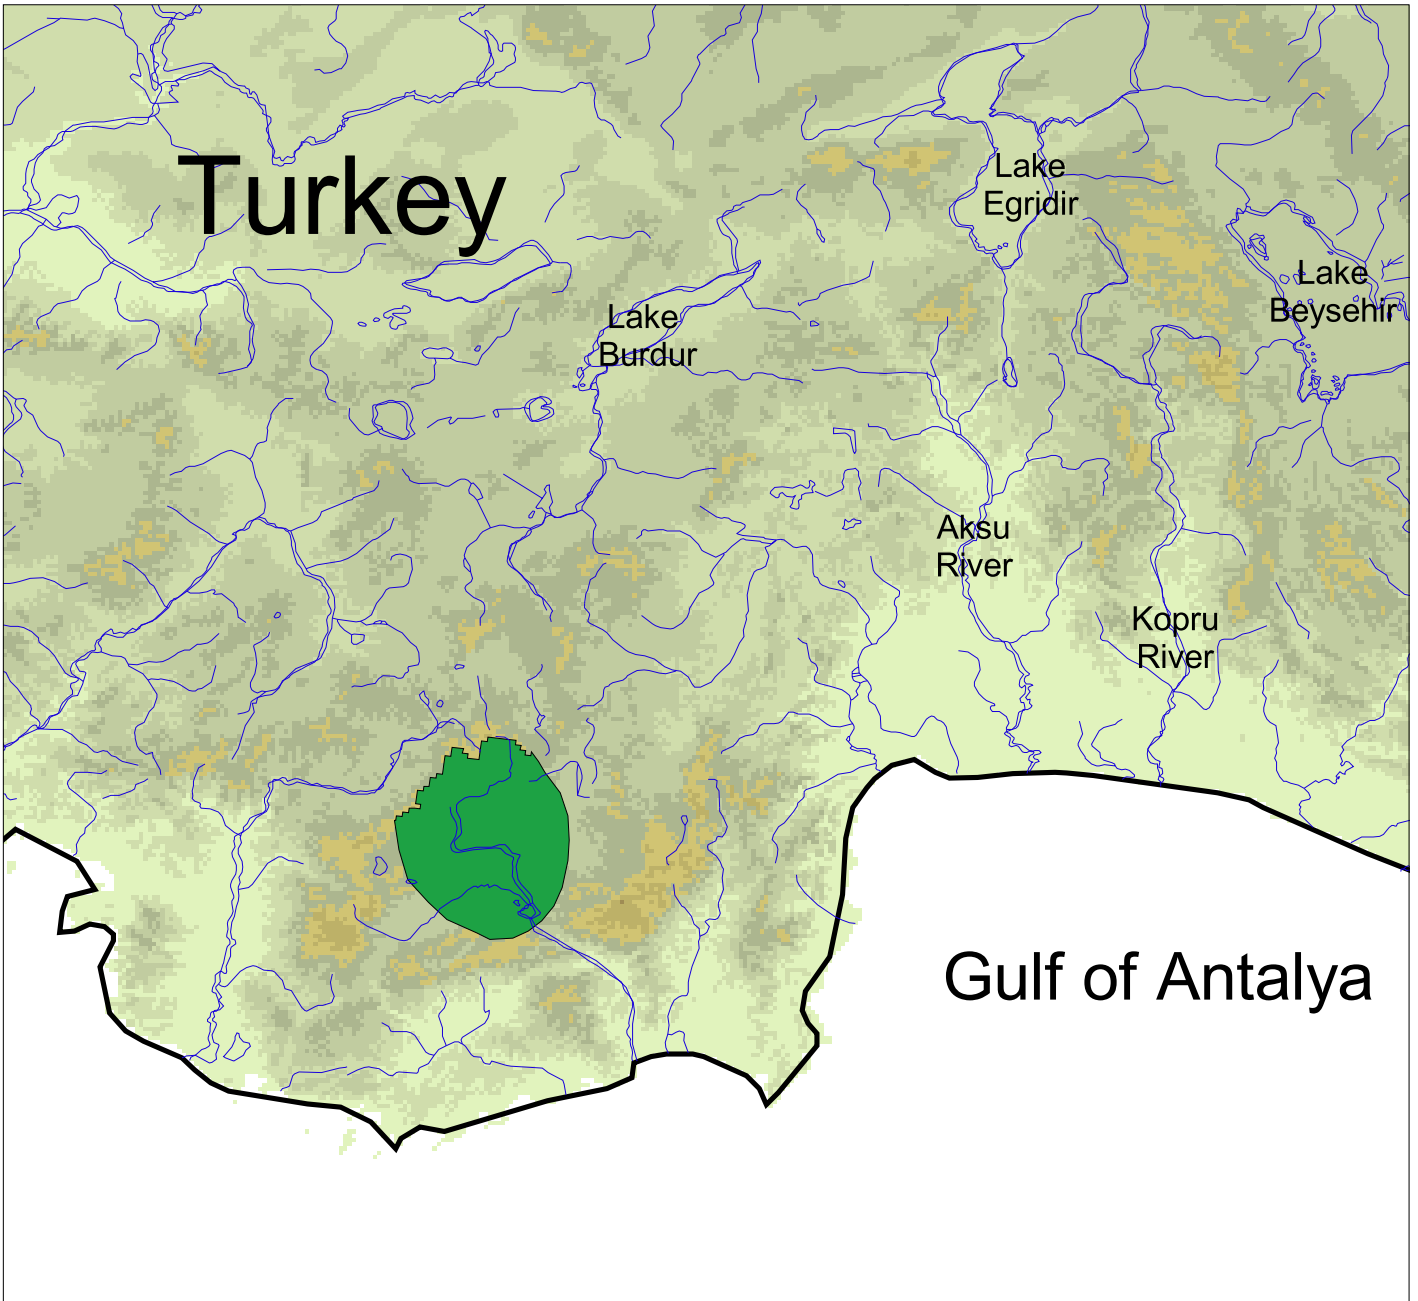 Turkey
Lake
Egridir
Lake
Beysehir
Lake
Burdur
Aksu
River
Kopru
River
Gulf of Antalya